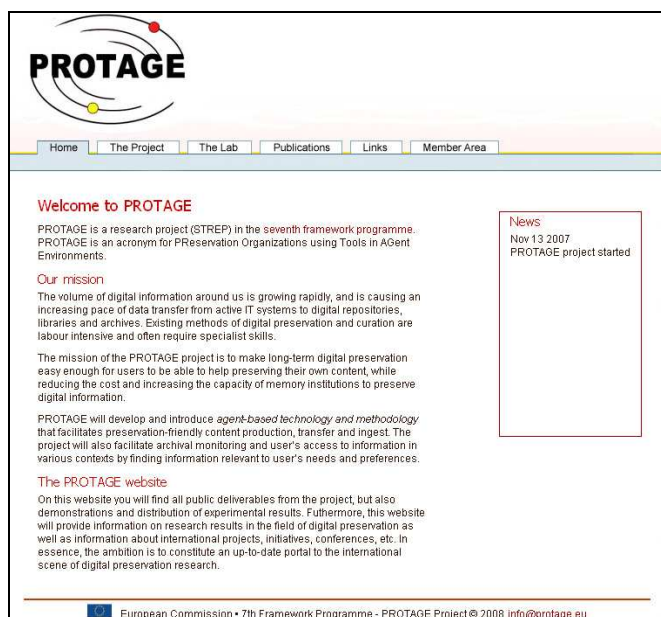 PROTAGE
Home The Project The Lab Publications Links Member Area
Welcome to PROTAGE
PROTAGE is a research project (STREP) in the seventh framework programme.
PROTAGE is an acronym for PReservation Organizations using Tools in AGent
Environments.
Our mission
The volume of digital information around us is growing rapidly, and is causing an
increasing pace of data transfer from active IT systems to digital repositories,
libraries and archives. Existing methods of digital preservation and curation are
labour intensive and often require specialist skills.
The mission of the PROTAGE project is to make long-term digital preservation
easy enough for users to be able to help preserving their own content, while
reducing the cost and increasing the capacity of memory institutions to preserve
digital information.
PROTAGE will develop and introduce agent-based technology and methodology
that facilitates preservation-friendly content production, transfer and ingest. The
project will also facilitate archival monitoring and user's access to information in
various contexts by finding information relevant to user's needs and preferences.
The PROTAGE website
On this website you will find all public deliverables from the project, but also
demonstrations and distribution of experimental results. Futhermore, this website
will provide information on research results in the field of digital preservation as
well as information about international projects, initiatives, conferences, etc. In
essence, the ambition is to constitute an up-to-date portal to the international
scene of digital preservation research.
News
Nov 13 2007
PROTAGE project started
European Commission • 7th Framework Programme - PROTAGE Project © 2008 info@protage.eu